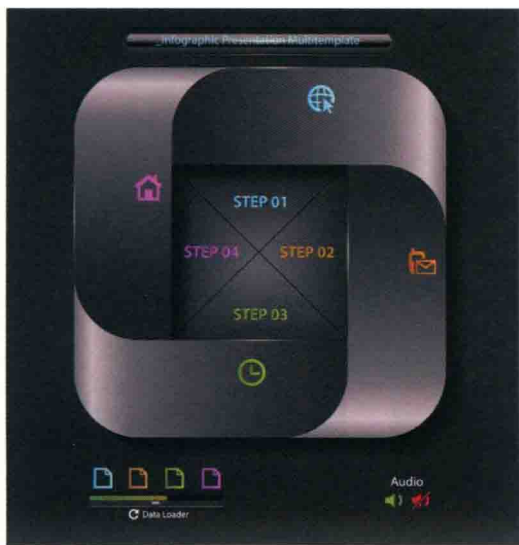 _Infographic Presentation Multitemplate
STEP 01
STEP 04
STEP 02
STEP 03
Audio
Data Loader